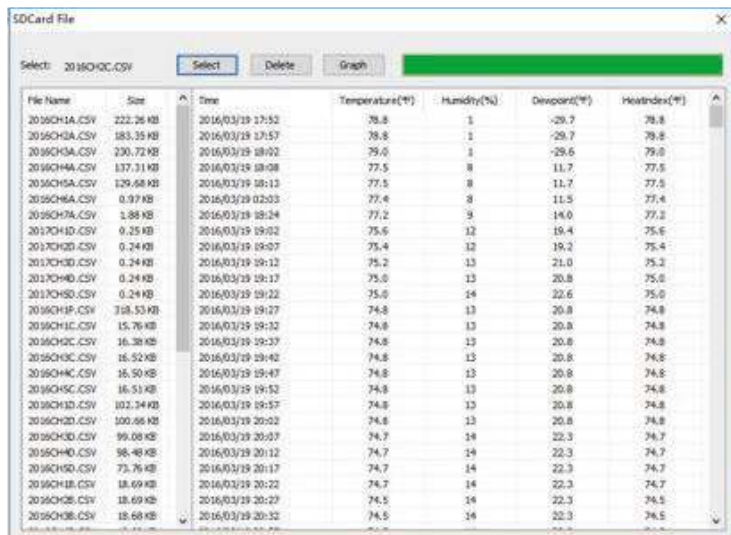 SDCard File
Select: 2016CH2C.CSV Select Delete Graph
File Name Size Time Temperature(℉) Humidity(%) Dewpoint(℉) HeatIndex(℉)
2016CH1A.CSV 222.26 KB 2016/03/19 17:52 78.8 1 -29.7 78.8
2016CH2A.CSV 183.35 KB 2016/03/19 17:57 78.8 1 -29.7 78.8
2016CH3A.CSV 230.72 KB 2016/03/19 18:02 79.0 1 -29.6 79.0
2016CH4A.CSV 137.31 KB 2016/03/19 18:08 77.5 8 11.7 77.5
2016CH5A.CSV 129.68 KB 2016/03/19 18:13 77.5 8 11.7 77.5
2016CH6A.CSV 0.97 KB 2016/03/19 02:03 77.4 8 11.5 77.4
2016CH7A.CSV 1.88 KB 2016/03/19 18:24 77.2 9 14.0 77.2
2017CH1D.CSV 0.25 KB 2016/03/19 19:02 75.6 12 19.4 75.6
2017CH2D.CSV 0.24 KB 2016/03/19 19:07 75.4 12 19.2 75.4
2017CH3D.CSV 0.24 KB 2016/03/19 19:12 75.2 13 21.0 75.2
2017CH4D.CSV 0.24 KB 2016/03/19 19:17 75.0 13 20.8 75.0
2017CH5D.CSV 0.24 KB 2016/03/19 19:22 75.0 14 22.6 75.0
2016CH1P.CSV 318.53 KB 2016/03/19 19:27 74.8 13 20.8 74.8
2016CH1C.CSV 15.76 KB 2016/03/19 19:32 74.8 13 20.8 74.8
2016CH2C.CSV 16.38 KB 2016/03/19 19:37 74.8 13 20.8 74.8
2016CH3C.CSV 16.52 KB 2016/03/19 19:42 74.8 13 20.8 74.8
2016CH4C.CSV 16.50 KB 2016/03/19 19:47 74.8 13 20.8 74.8
2016CH5C.CSV 16.51 KB 2016/03/19 19:52 74.8 13 20.8 74.8
2016CH1D.CSV 102.34 KB 2016/03/19 19:57 74.8 13 20.8 74.8
2016CH2D.CSV 100.66 KB 2016/03/19 20:02 74.8 13 20.8 74.8
2016CH3D.CSV 99.08 KB 2016/03/19 20:07 74.7 14 22.3 74.7
2016CH4D.CSV 98.48 KB 2016/03/19 20:12 74.7 14 22.3 74.7
2016CH5D.CSV 73.76 KB 2016/03/19 20:17 74.7 14 22.3 74.7
2016CH1B.CSV 18.69 KB 2016/03/19 20:22 74.7 14 22.3 74.7
2016CH2B.CSV 18.69 KB 2016/03/19 20:27 74.5 14 22.3 74.5
2016CH3B.CSV 18.68 KB 2016/03/19 20:32 74.5 14 22.3 74.5